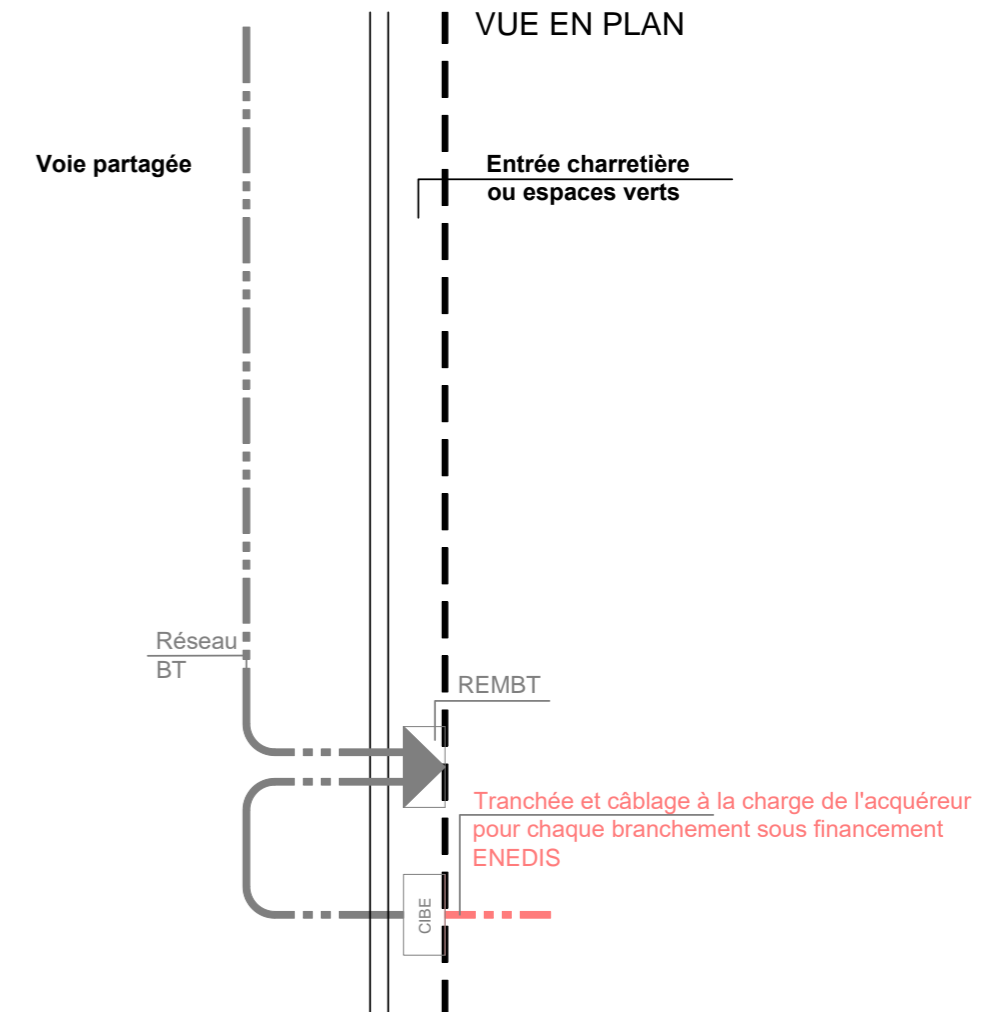 VUE EN PLAN
Voie partagée
Entrée charretière
ou espaces verts
Réseau
BT
REMBT
Tranchée et câblage à la charge de l'acquéreur
pour chaque branchement sous financement
ENEDIS
CIBE